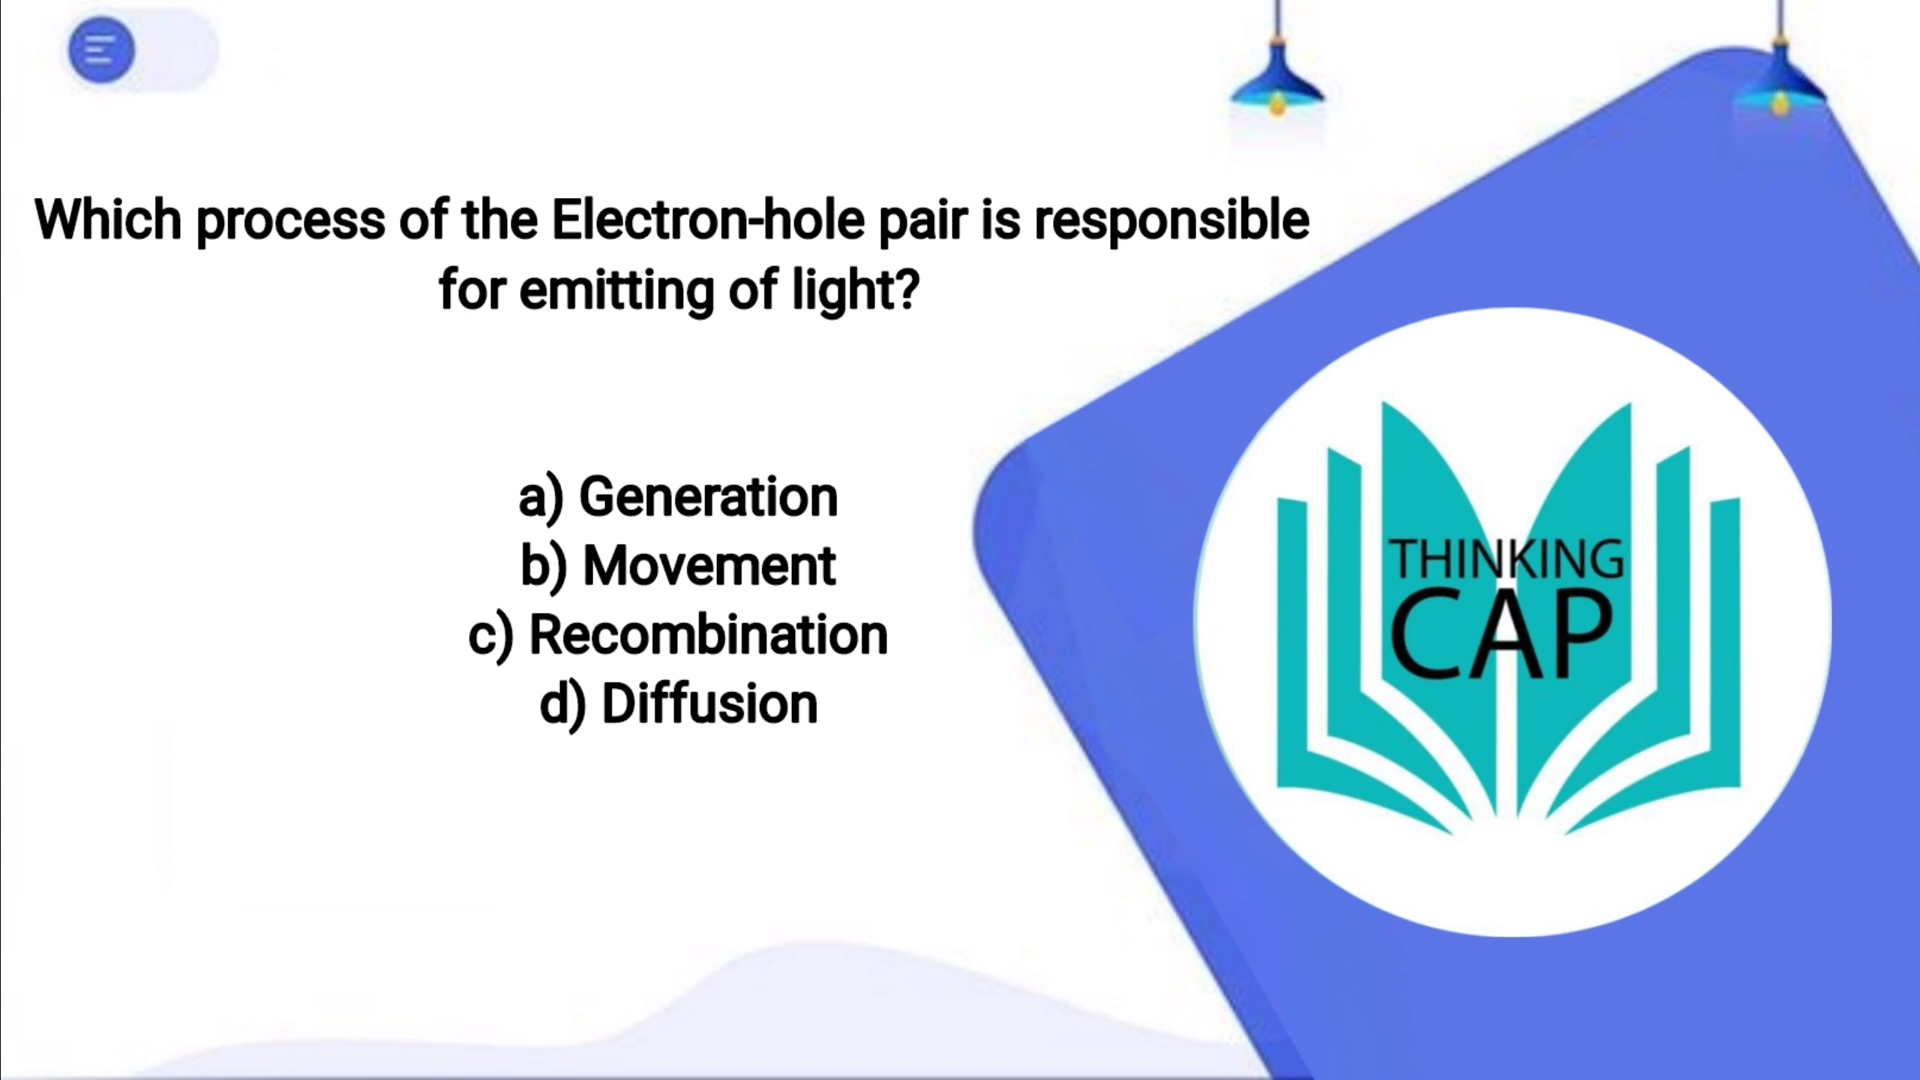 Which process of the Electron-hole pair is responsible
for emitting of light?
a) Generation
b) Movement
c) Recombination
d) Diffusion
THINKING
CAP